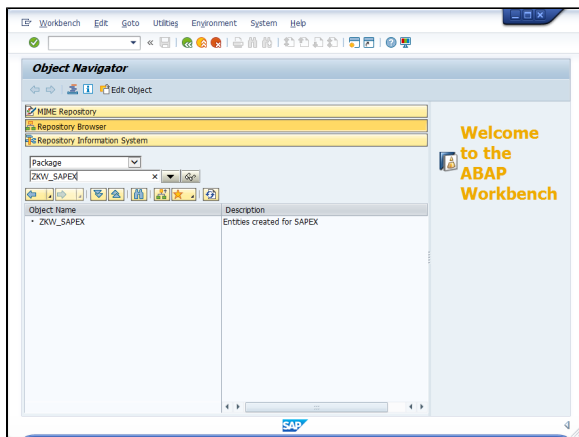 Workbench Edit Goto Utilities Environment System Help
Object Navigator
Edit Object
MIME Repository
Repository Browser
Repository Information System
Package
ZKW_SAPEX
Object Name Description
ZKW_SAPEX Entities created for SAPEX
Welcome
to the
ABAP
Workbench
SAP